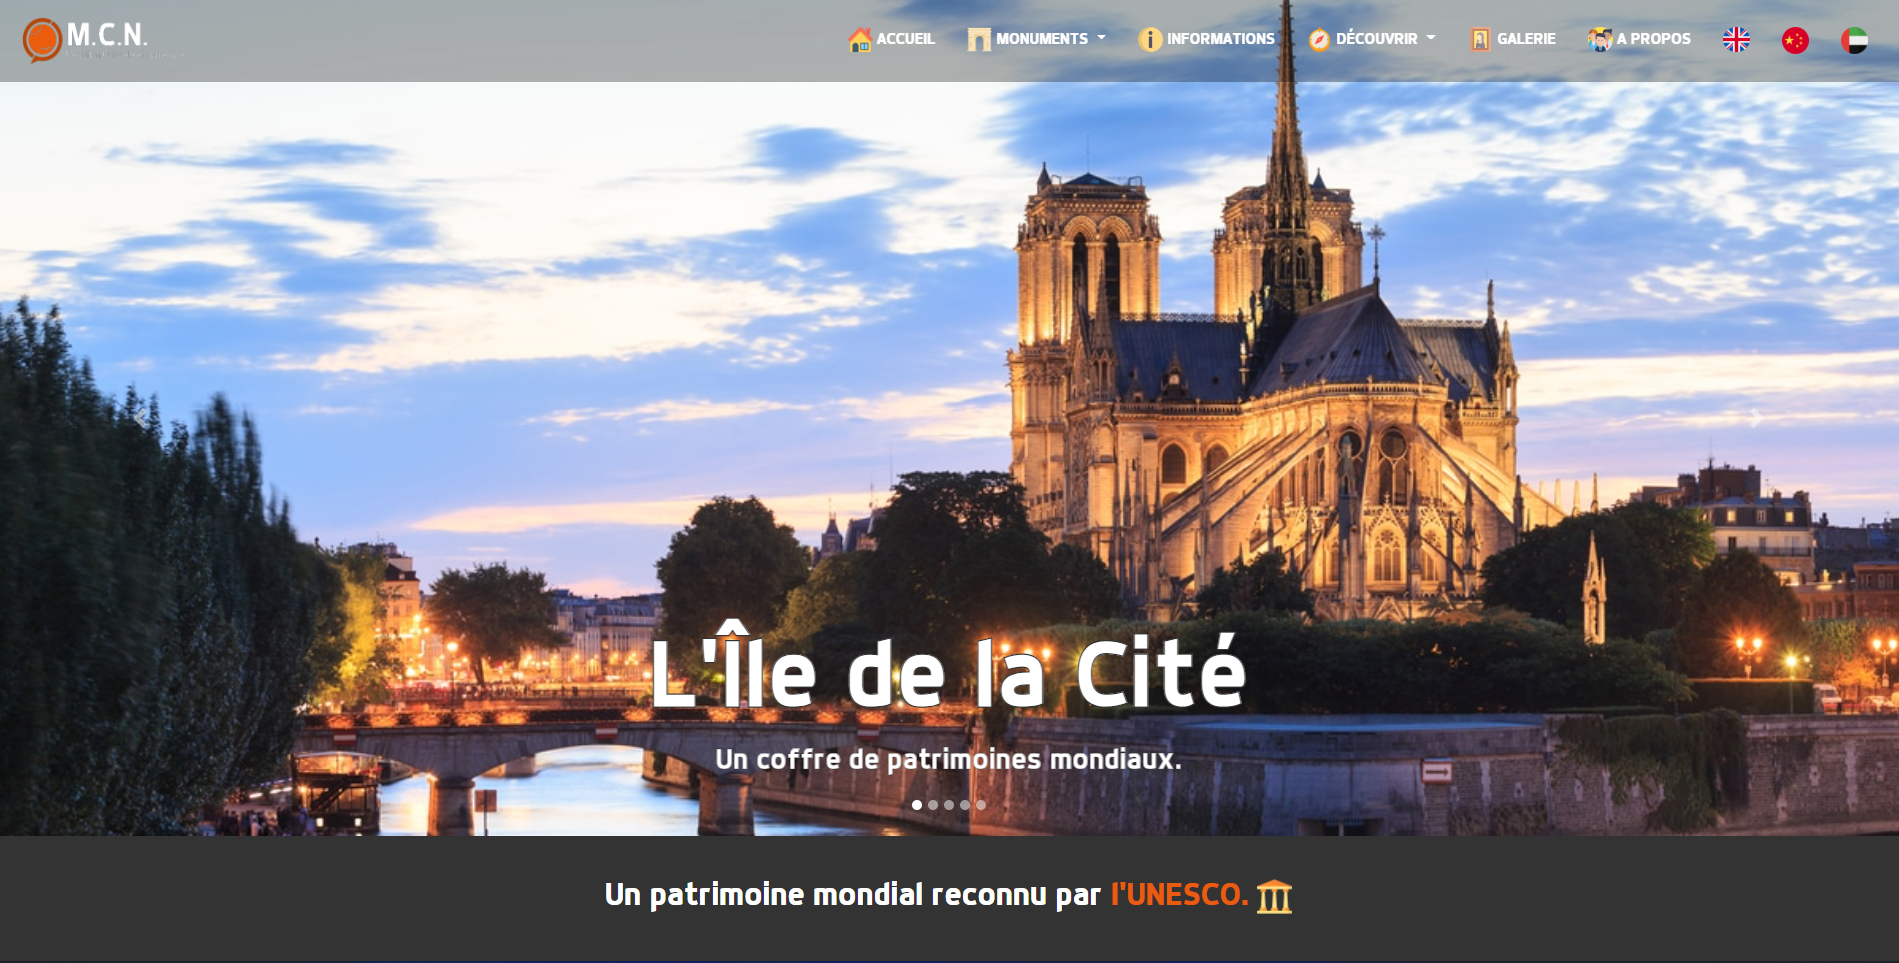 M.C.N.
ACCUEIL
MONUMENTS
INFORMATIONS
DÉCOUVRIR
GALERIE
A PROPOS
L'Île de la Cité
Un coffre de patrimoines mondiaux.
Un patrimoine mondial reconnu par l'UNESCO.